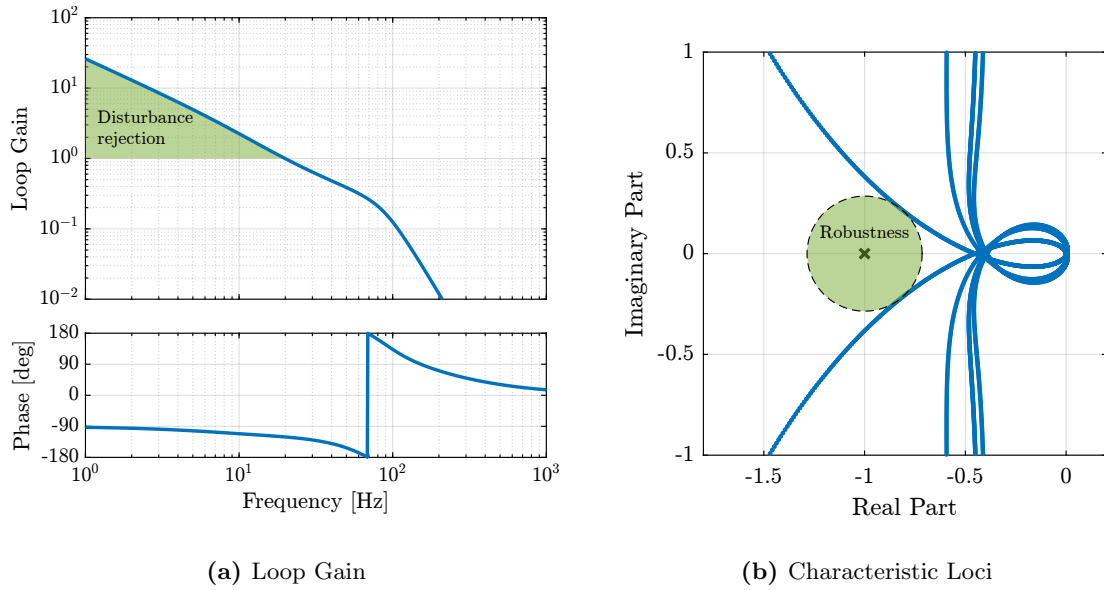 10^2
10^1
10^0
10^-1
10^-2
Loop Gain
Disturbance
rejection
180
90
0
-90
-180
Phase [deg]
10^0
10^1
10^2
10^3
Frequency [Hz]
(a) Loop Gain
1
0.5
0
-0.5
-1
Imaginary Part
Robustness
-1.5
-1
-0.5
0
Real Part
(b) Characteristic Loci